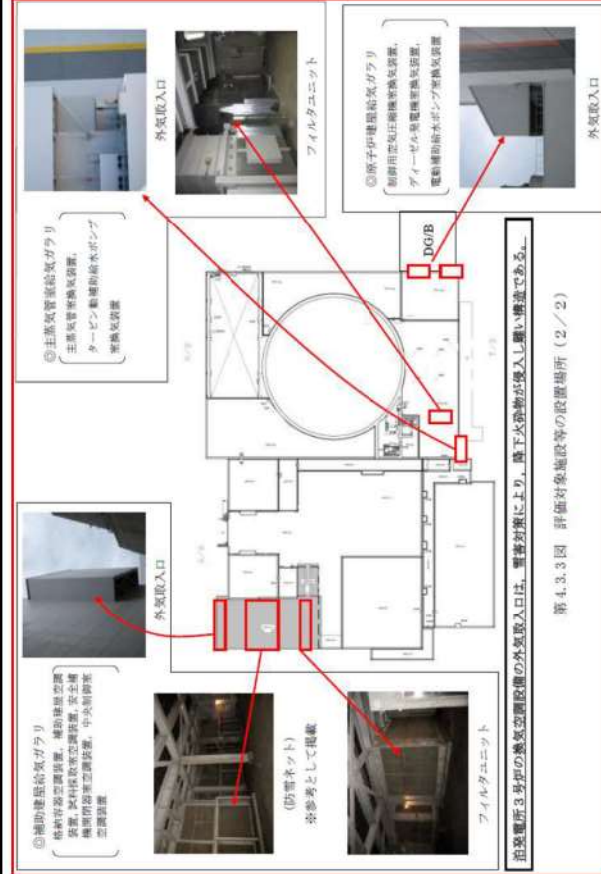 ◎補助建屋給気ガラリ
格納容器空調装置，補助建屋空調
装置，試料採取室空調装置，安全補
機開閉器室空調装置，中央制御室
空調装置
外気取入口
(防雪ネット)
※参考として掲載
フィルタユニット
◎主蒸気管室給気ガラリ
主蒸気管室換気装置，
タービン動補助給水ポンプ
室換気装置
外気取入口
フィルタユニット
◎原子炉建屋給気ガラリ
制御用空気圧縮機室換気装置，
ディーゼル発電機室換気装置，
電動補助給水ポンプ室換気装置
外気取入口
DG/B
泊発電所3号炉の換気空調設備の外気取入口は，雪害対策により，降下火砕物が侵入し難い構造である。
第4.3.3図 評価対象施設等の設置場所（2／2）